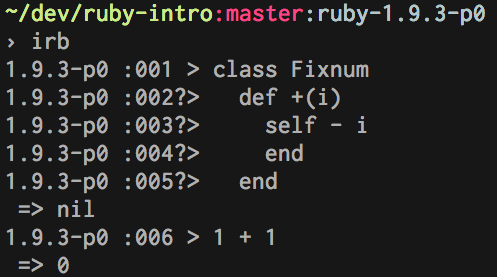 ~/dev/ruby-intro:master:ruby-1.9.3-p0
› irb
1.9.3-p0 :001 > class Fixnum
1.9.3-p0 :002?>   def +(i)
1.9.3-p0 :003?>     self - i
1.9.3-p0 :004?>     end
1.9.3-p0 :005?>   end
 => nil
1.9.3-p0 :006 > 1 + 1
 => 0